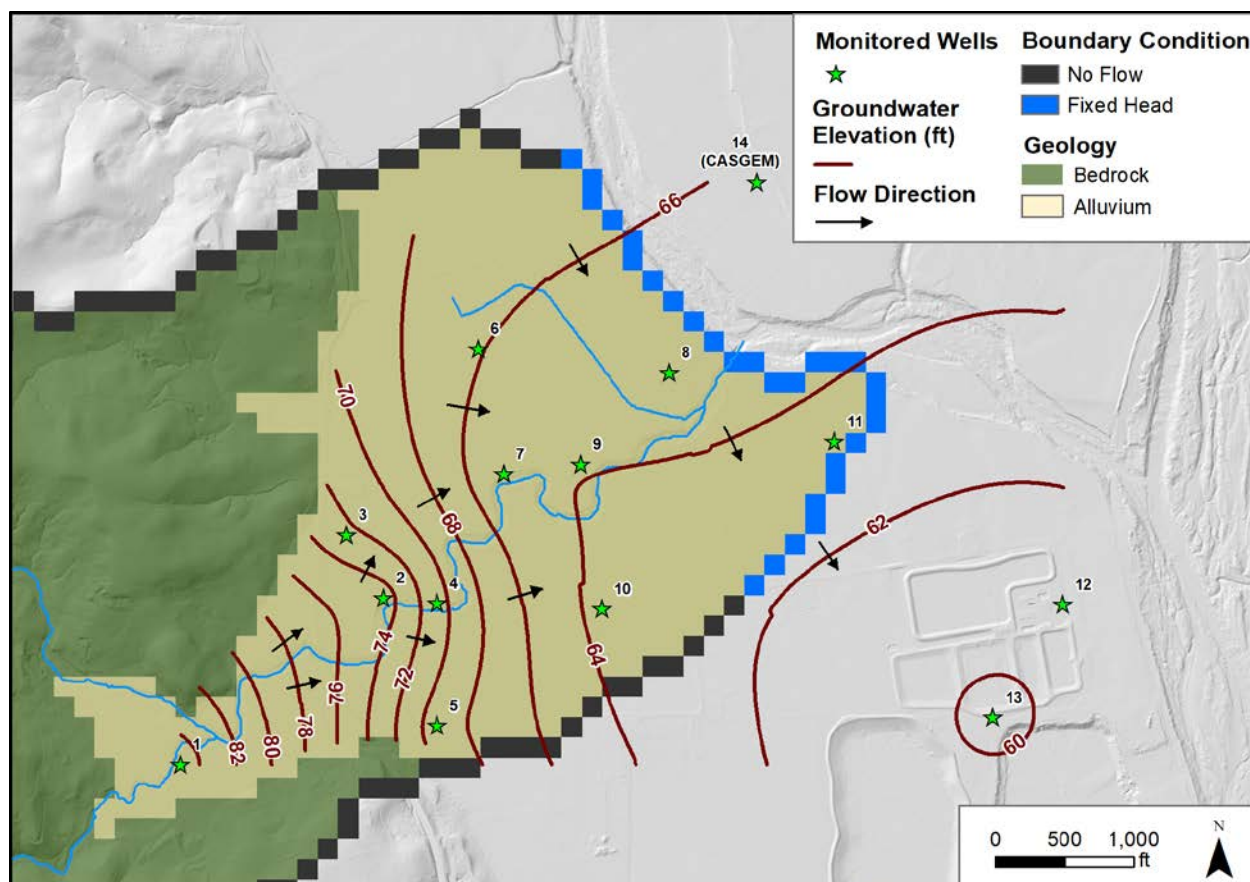 Monitored Wells
Groundwater
Elevation (ft)
Flow Direction
Boundary Condition
No Flow
Fixed Head
Geology
Bedrock
Alluvium
14
(CASGEM)
66
6
8
70
11
7
9
68
3
62
2
4
10
12
74
72
64
76
78
5
13
60
80
82
1
0 500 1,000
ft
N